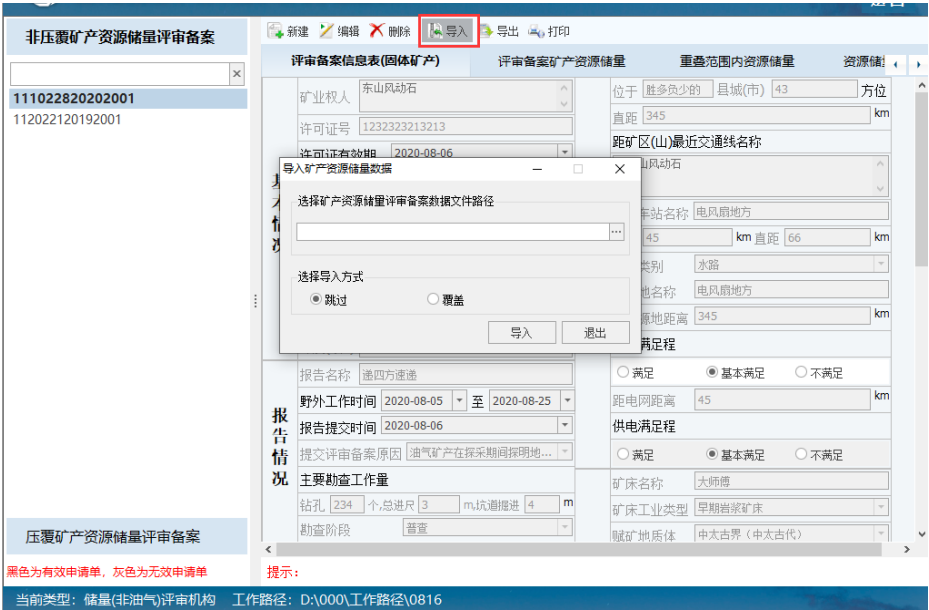 非压覆矿产资源储量评审备案
111022820202001
112022120192001
压覆矿产资源储量评审备案
黑色为有效申请单，灰色为无效申请单
新建 编辑 删除 导入 导出 打印
评审备案信息表(固体矿产) 评审备案矿产资源储量 重叠范围内资源储量
矿业权人 东山风动石
许可证号 1232323213213
许可证有效期 2020-08-06
导入矿产资源储量数据
选择矿产资源储量评审备案数据文件路径
...
选择导入方式
跳过 覆盖
导入 退出
报告情况
报告名称 递四方速递
野外工作时间 2020-08-05 至 2020-08-25
报告提交时间 2020-08-06
提交评审备案原因 油气矿产在探采期间探明地...
主要勘查工作量
钻孔 234 个,总进尺 3 m,坑道掘进 4 m
勘查阶段 普查
位于 胜多负少的 县城(市) 43 方位
直距 345 km
距矿区(山)最近交通线名称
山风动石
车站名称 电风扇地方
45 km 直距 66 km
类别 水路
地名称 电风扇地方
源地距离 345 km
满足程
满足 基本满足 不满足
距电网距离 45 km
供电满足程
满足 基本满足 不满足
矿床名称 大师傅
矿床工业类型 早期岩浆矿床
赋矿地质体 中太古界（中太古代）
提示：
当前类型：储量(非油气)评审机构 工作路径：D:\000\工作路径\0816